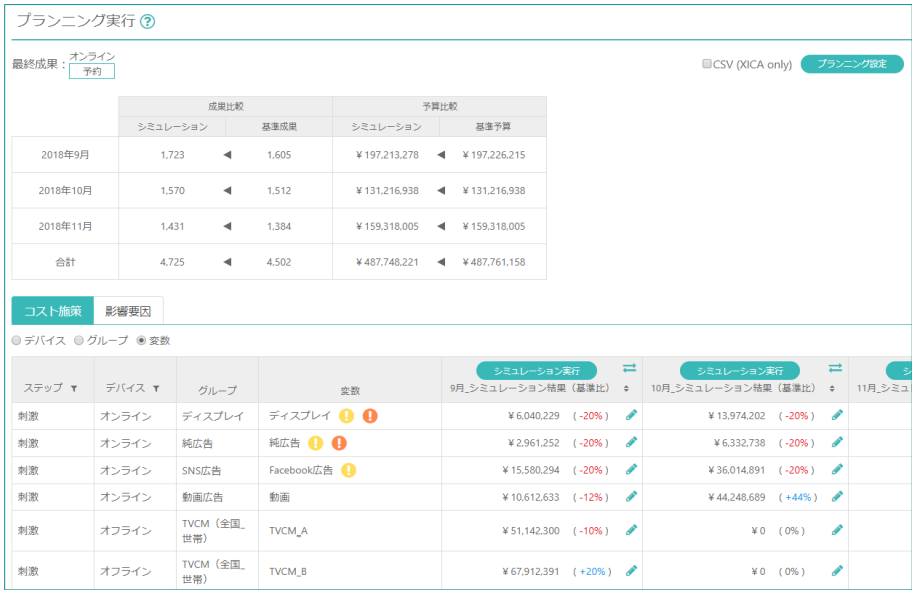 プランニング実行 ?
最終成果：オンライン
予約
CSV (XICA only)
プランニング設定
成果比較 予算比較
シミュレーション 基準成果 シミュレーション 基準予算
2018年9月 1,723 ◀ 1,605 ¥ 197,213,278 ◀ ¥ 197,226,215
2018年10月 1,570 ◀ 1,512 ¥ 131,216,938 ◀ ¥ 131,216,938
2018年11月 1,431 ◀ 1,384 ¥ 159,318,005 ◀ ¥ 159,318,005
合計 4,725 ◀ 4,502 ¥ 487,748,221 ◀ ¥ 487,761,158
コスト施策 影響要因
デバイス グループ 変数
シミュレーション実行 シミュレーション実行 シ
ステップ デバイス グループ 変数 9月_シミュレーション結果（基準比） 10月_シミュレーション結果（基準比） 11月_シミュ
刺激 オンライン ディスプレイ ディスプレイ ! ! ¥ 6,040,229 ( -20% ) ¥ 13,974,202 ( -20% )
刺激 オンライン 純広告 純広告 ! ! ¥ 2,961,252 ( -20% ) ¥ 6,332,738 ( -20% )
刺激 オンライン SNS広告 Facebook広告 ! ¥ 15,580,294 ( -20% ) ¥ 36,014,891 ( -20% )
刺激 オンライン 動画広告 動画 ¥ 10,612,633 ( -12% ) ¥ 44,248,689 ( +44% )
刺激 オフライン TVCM（全国_世帯） TVCM_A ¥ 51,142,300 ( -10% ) ¥ 0 ( 0% )
刺激 オフライン TVCM（全国_世帯） TVCM_B ¥ 67,912,391 ( +20% ) ¥ 0 ( 0% )